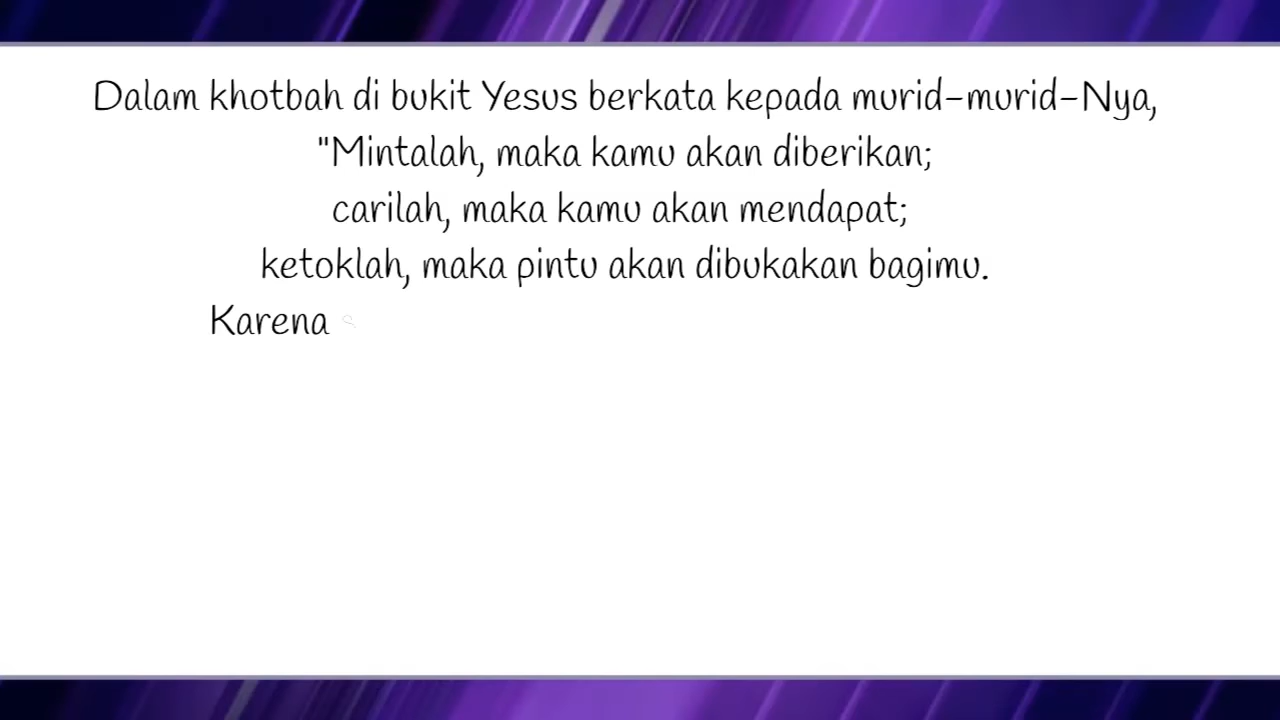 Dalam khotbah di bukit Yesus berkata kepada murid-murid-Nya,
"Mintalah, maka kamu akan diberikan;
carilah, maka kamu akan mendapat;
ketoklah, maka pintu akan dibukakan bagimu.
Karena